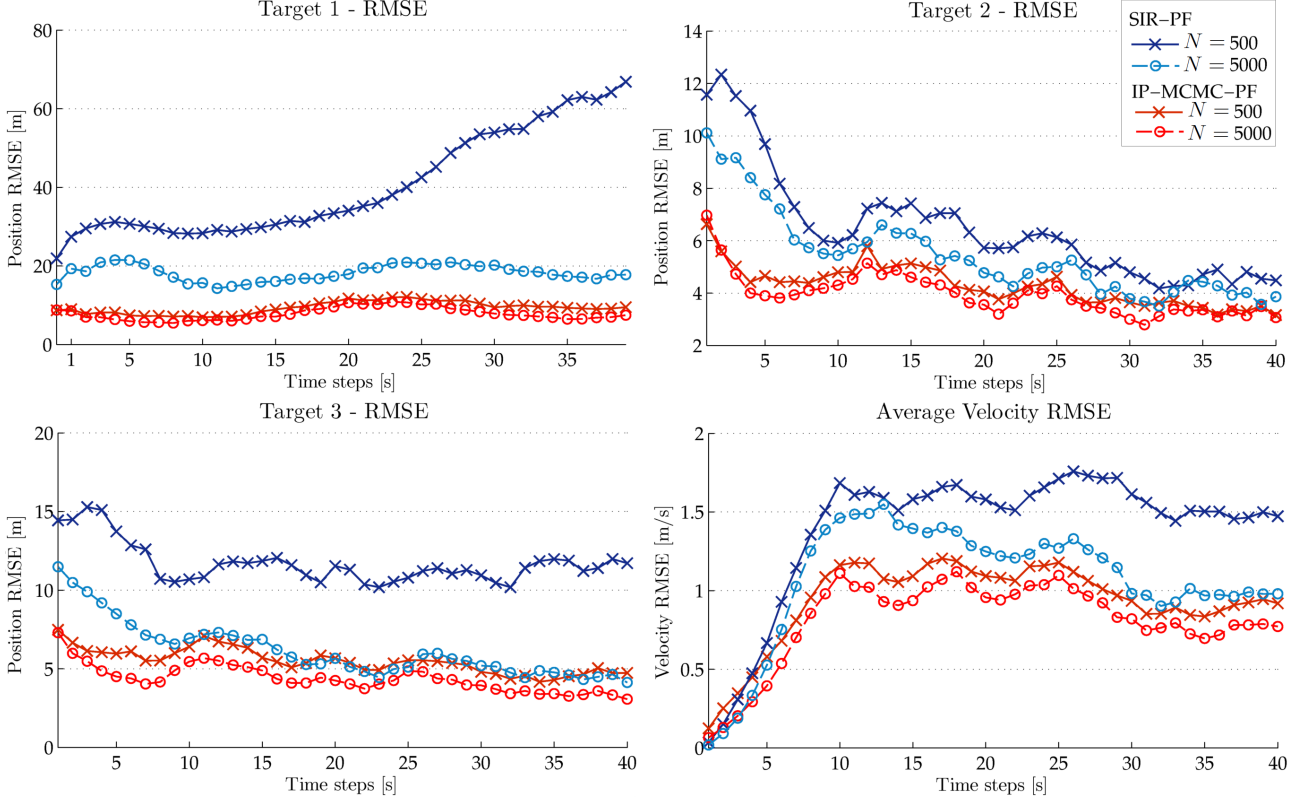 Target 1 - RMSE
Position RMSE [m]
80
60
40
20
0
1 5 10 15 20 25 30 35
Time steps [s]
Target 2 - RMSE
Position RMSE [m]
14
12
10
8
6
4
2
5 10 15 20 25 30 35 40
Time steps [s]
SIR-PF
N = 500
N = 5000
IP-MCMC-PF
N = 500
N = 5000
Target 3 - RMSE
Position RMSE [m]
20
15
10
5
0
5 10 15 20 25 30 35 40
Time steps [s]
Average Velocity RMSE
Velocity RMSE [m/s]
2
1.5
1
0.5
0
5 10 15 20 25 30 35 40
Time steps [s]